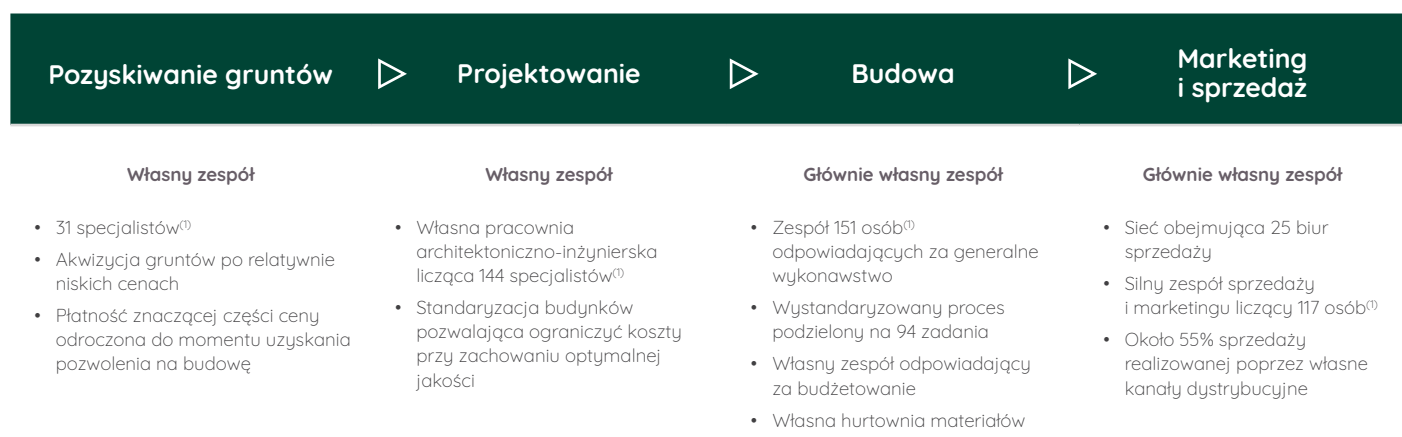 Pozyskiwanie gruntów
Projektowanie
Budowa
Marketing
i sprzedaż
Własny zespół
• 31 specjalistów(1)
• Akwizycja gruntów po relatywnie
niskich cenach
• Płatność znaczącej części ceny
odroczona do momentu uzyskania
pozwolenia na budowę
Własny zespół
• Własna pracownia
architektoniczno-inżynierska
licząca 144 specjalistów(1)
• Standaryzacja budynków
pozwalająca ograniczyć koszty
przy zachowaniu optymalnej
jakości
Głównie własny zespół
• Zespół 151 osób(1)
odpowiadających za generalne
wykonawstwo
• Wystandaryzowany proces
podzielony na 94 zadania
• Własny zespół odpowiadający
za budżetowanie
• Własna hurtownia materiałów
Głównie własny zespół
• Sieć obejmująca 25 biur
sprzedaży
• Silny zespół sprzedaży
i marketingu liczący 117 osób(1)
• Około 55% sprzedaży
realizowanej poprzez własne
kanały dystrybucyjne